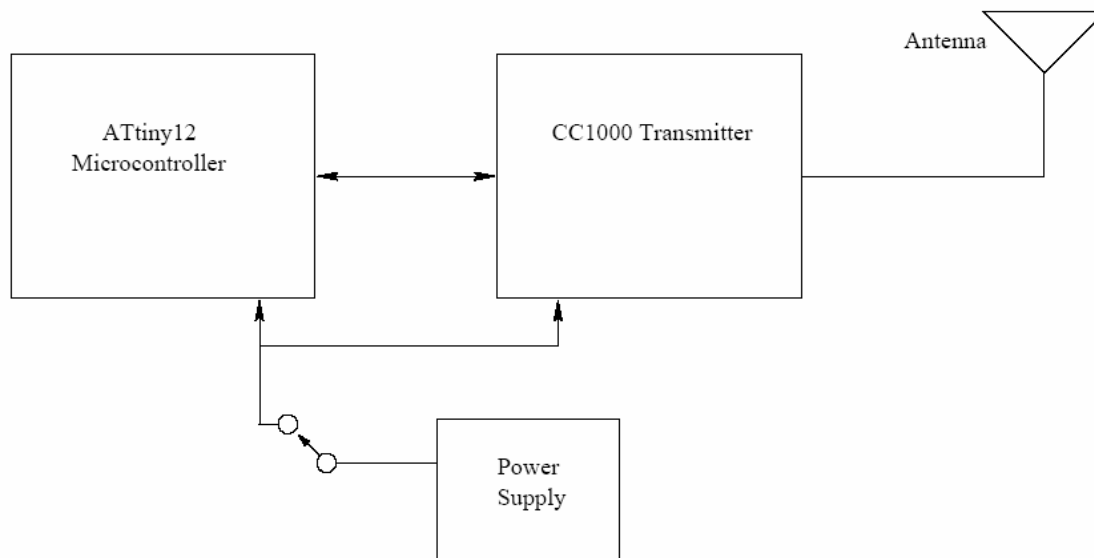 Antenna
ATtiny12
Microcontroller
CC1000 Transmitter
Power
Supply